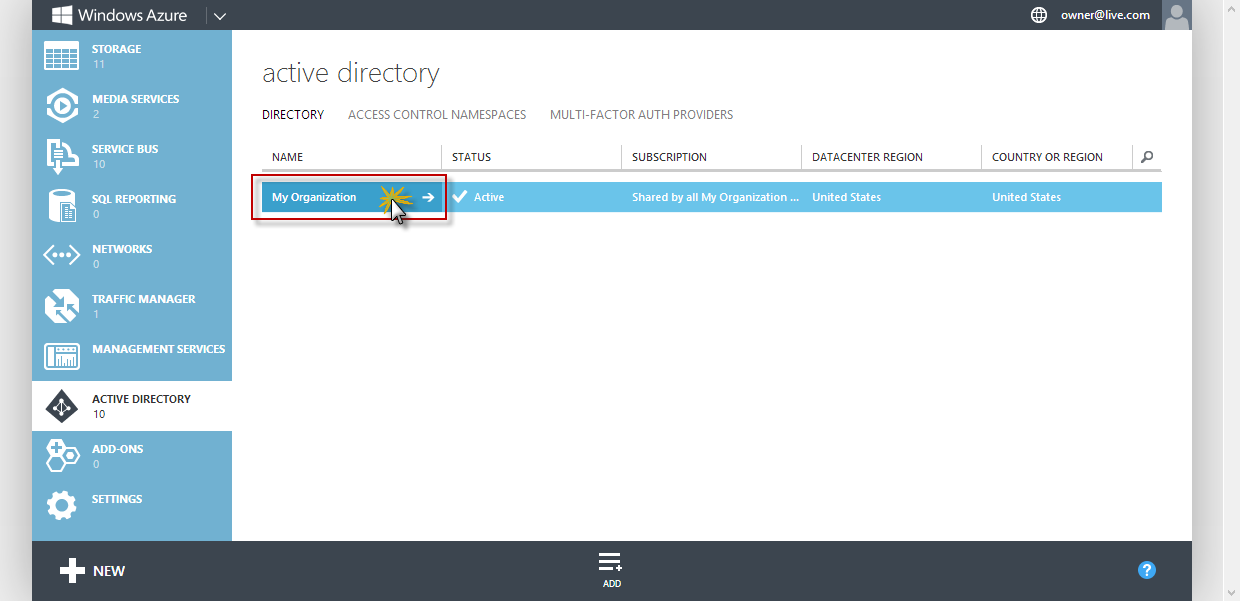 Windows Azure
owner@live.com
STORAGE
11
MEDIA SERVICES
2
SERVICE BUS
10
SQL REPORTING
0
NETWORKS
0
TRAFFIC MANAGER
1
MANAGEMENT SERVICES
ACTIVE DIRECTORY
10
ADD-ONS
0
SETTINGS
active directory
DIRECTORY ACCESS CONTROL NAMESPACES MULTI-FACTOR AUTH PROVIDERS
NAME STATUS SUBSCRIPTION DATACENTER REGION COUNTRY OR REGION
My Organization Active Shared by all My Organization ... United States United States
NEW
ADD
?